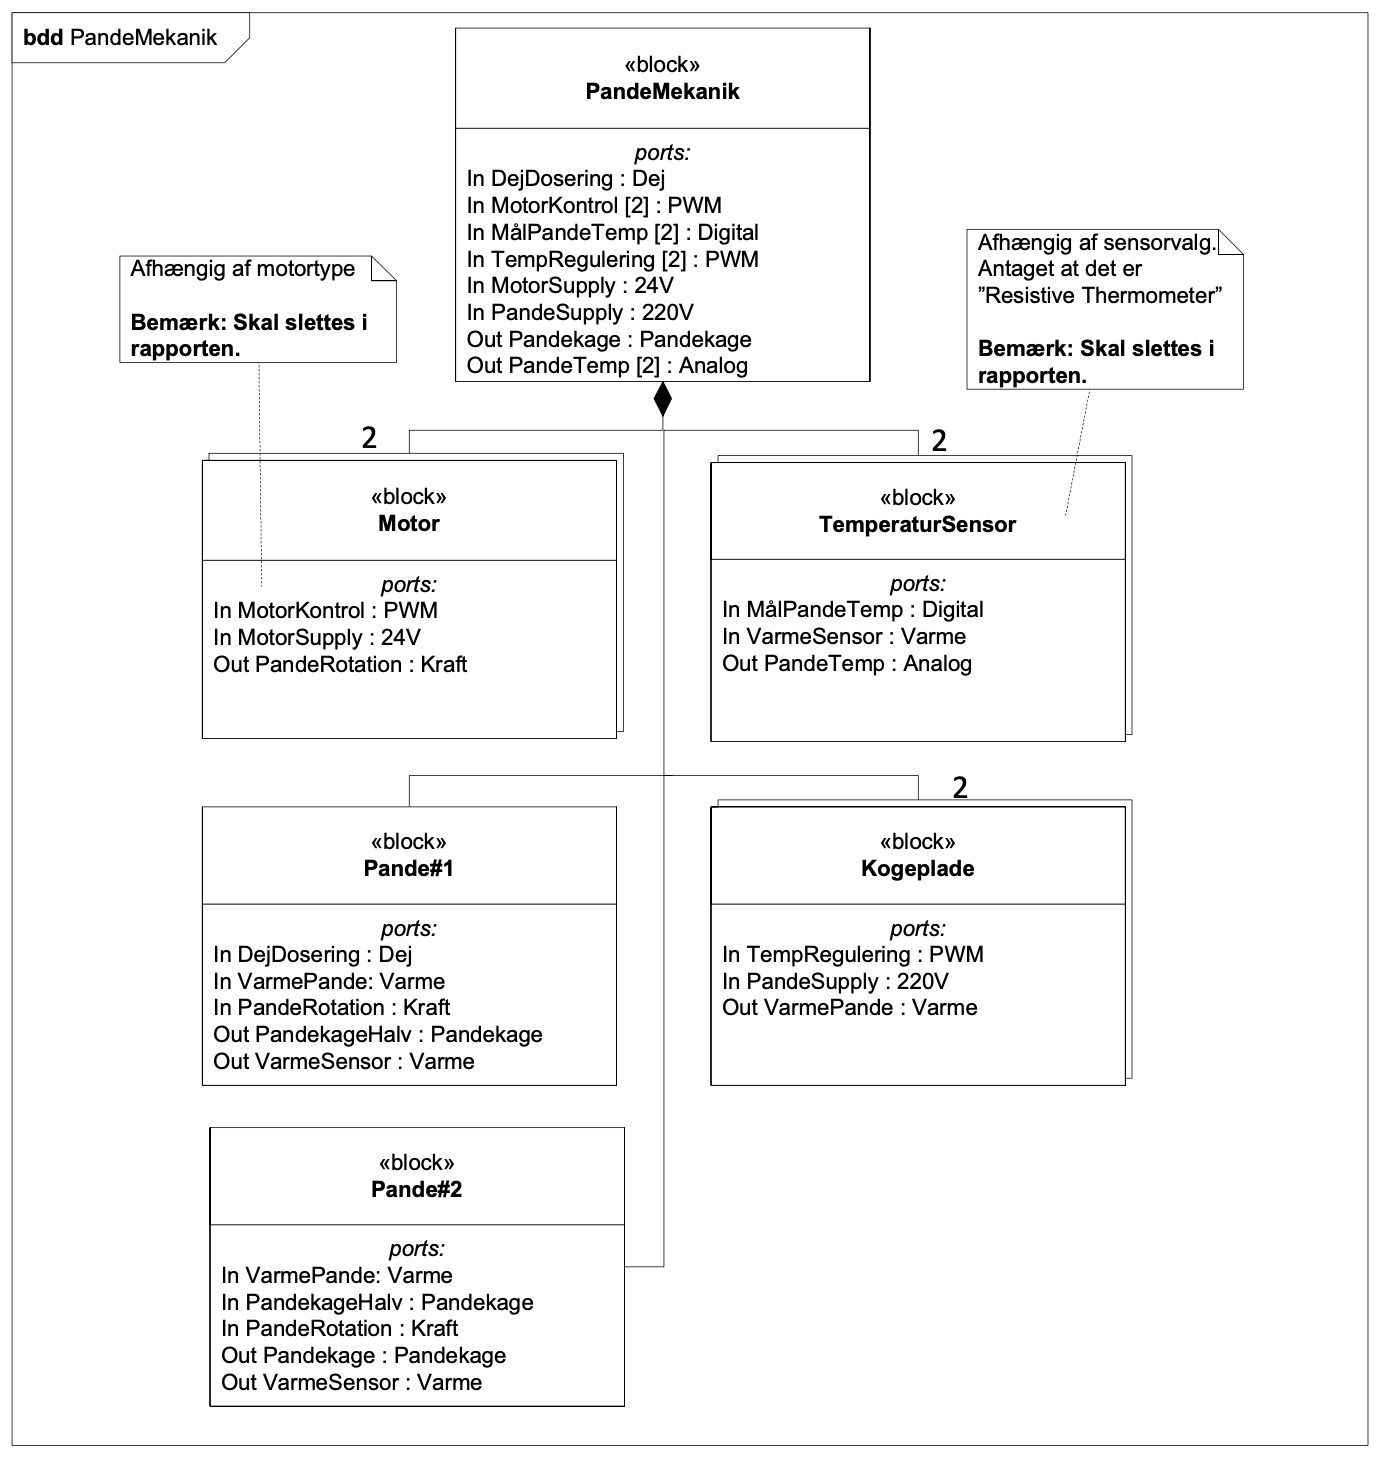 bdd PandeMekanik
«block»
PandeMekanik
ports:
In DejDosering : Dej
In MotorKontrol [2] : PWM
In MålPandeTemp [2] : Digital
In TempRegulering [2] : PWM
In MotorSupply : 24V
In PandeSupply : 220V
Out Pandekage : Pandekage
Out PandeTemp [2] : Analog
Afhængig af motortype
Bemærk: Skal slettes i
rapporten.
Afhængig af sensorvalg.
Antaget at det er
”Resistive Thermometer”
Bemærk: Skal slettes i
rapporten.
2
«block»
Motor
ports:
In MotorKontrol : PWM
In MotorSupply : 24V
Out PandeRotation : Kraft
2
«block»
TemperaturSensor
ports:
In MålPandeTemp : Digital
In VarmeSensor : Varme
Out PandeTemp : Analog
«block»
Pande#1
ports:
In DejDosering : Dej
In VarmePande: Varme
In PandeRotation : Kraft
Out PandekageHalv : Pandekage
Out VarmeSensor : Varme
2
«block»
Kogeplade
ports:
In TempRegulering : PWM
In PandeSupply : 220V
Out VarmePande : Varme
«block»
Pande#2
ports:
In VarmePande: Varme
In PandekageHalv : Pandekage
In PandeRotation : Kraft
Out Pandekage : Pandekage
Out VarmeSensor : Varme